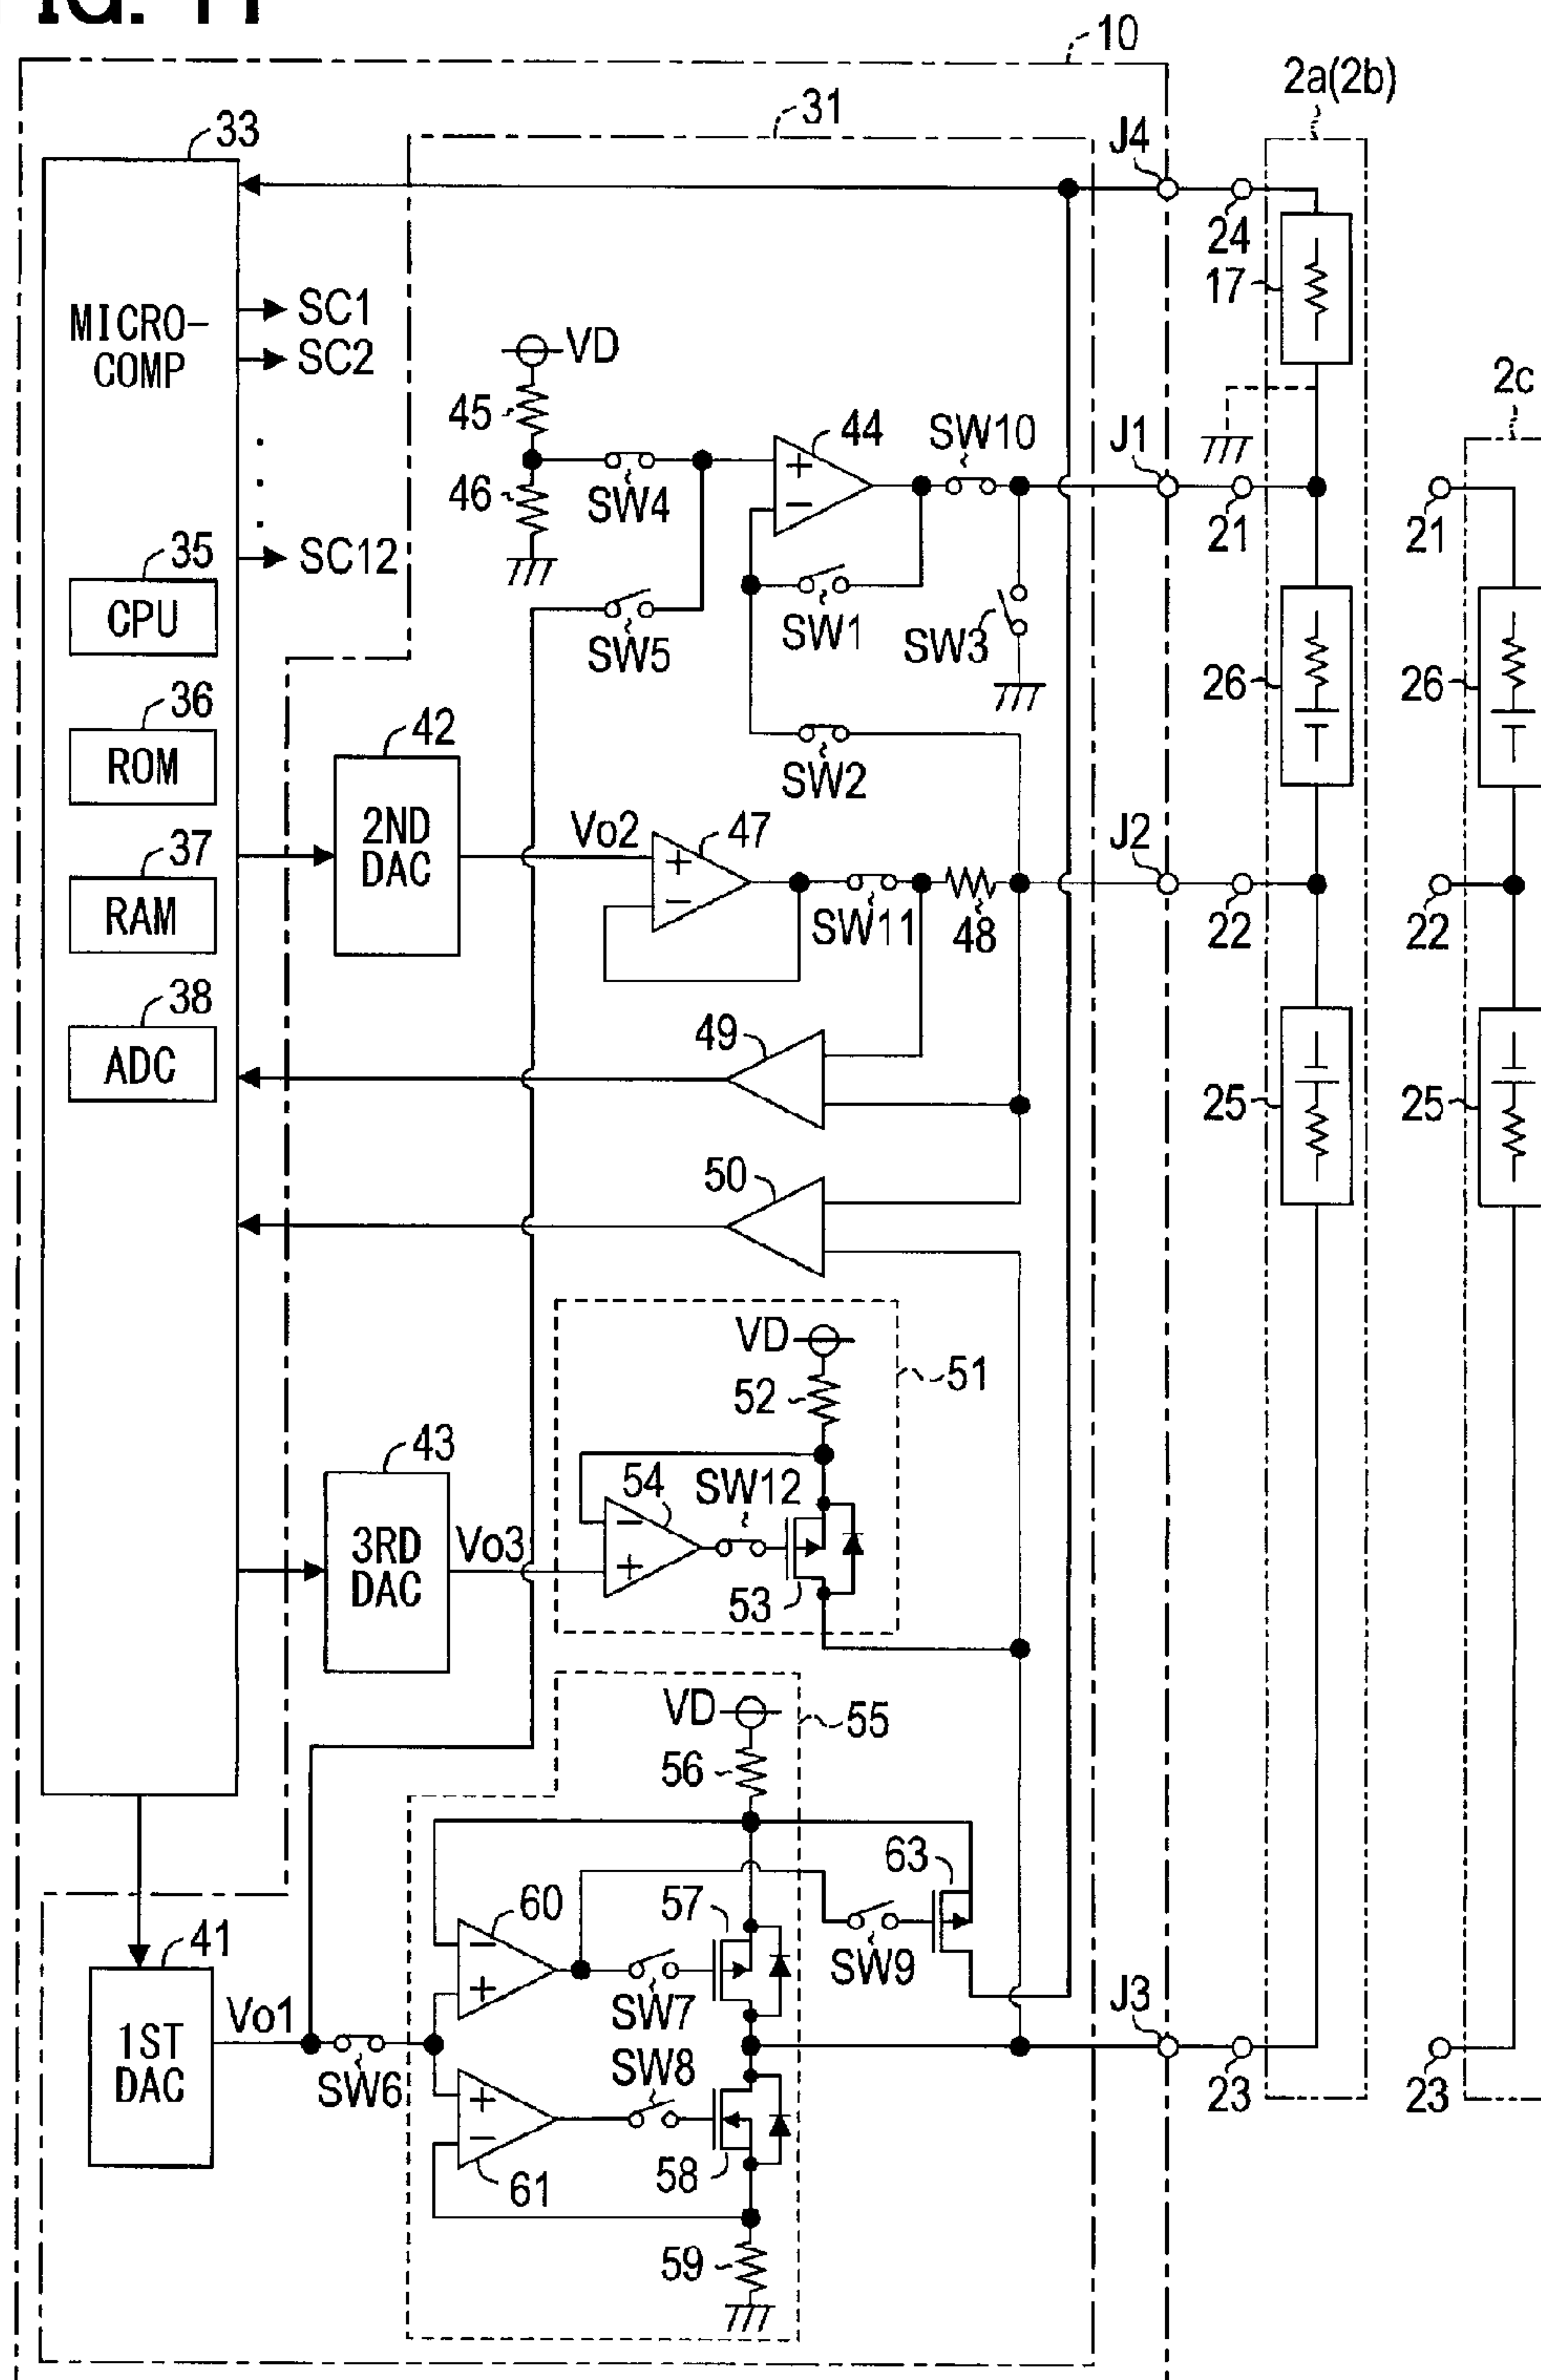 FIG. 11
10
2a(2b)
31
33
J4
24
17
MICRO-
COMP
SC1
SC2
SC12
VD
45
46
SW4
44
SW10
J1
21
2c
21
35
CPU
SW5
SW1
SW3
26
26
36
ROM
42
2ND
DAC
SW2
Vo2
47
J2
37
RAM
SW11
48
22
22
38
ADC
49
25
25
50
VD
52
51
43
3RD
DAC
Vo3
54
SW12
53
VD
55
56
63
60
57
SW9
41
1ST
DAC
Vo1
SW6
SW7
SW8
J3
23
23
61
58
59